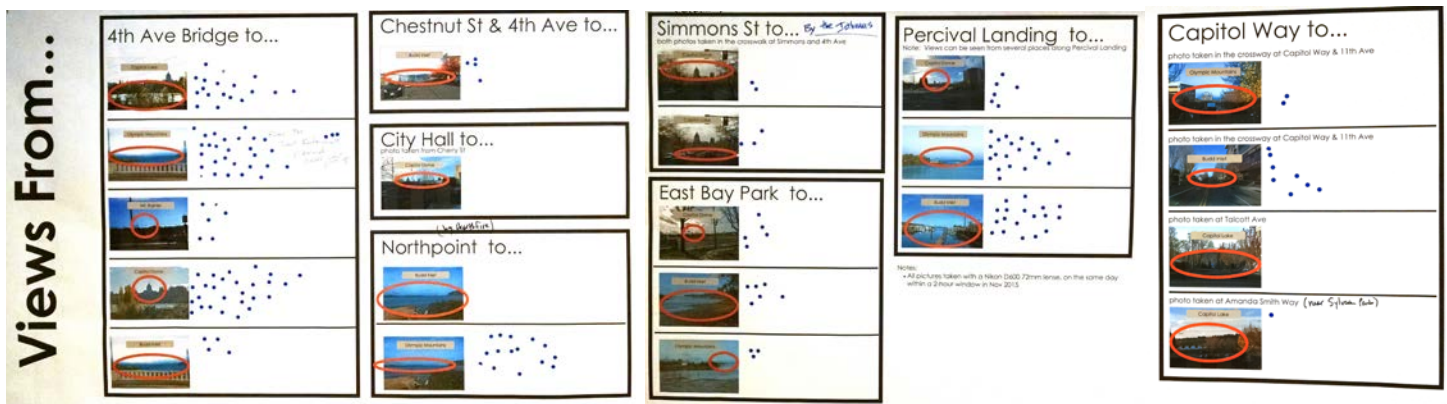 Views From...
4th Ave Bridge to...
Capitol Lake
Olympic Mountains
Mt. Rainier
Capitol Dome
Budd Inlet
Chestnut St & 4th Ave to...
Budd Inlet
City Hall to...
photo taken from Cherry St
Capitol Dome
Northpoint to...
Budd Inlet
Olympic Mountains
Simmons St to...
both photos taken in the crosswalk at Simmons and 4th Ave
East Bay Park to...
Budd Inlet
Olympic Mountains
Percival Landing to...
Note: Views can be seen from several places along Percival Landing
Capitol Dome
Olympic Mountains
Budd Inlet
Notes:
• All pictures taken with a Nikon D600 72mm lense, on the same day
within a 2 hour window in Nov 2015
Capitol Way to...
photo taken in the crossway at Capitol Way & 11th Ave
Olympic Mountains
photo taken in the crossway at Capitol Way & 11th Ave
Budd Inlet
photo taken at Talcott Ave
Capitol Lake
photo taken at Amanda Smith Way (near Sylvester Park)
Capitol Lake